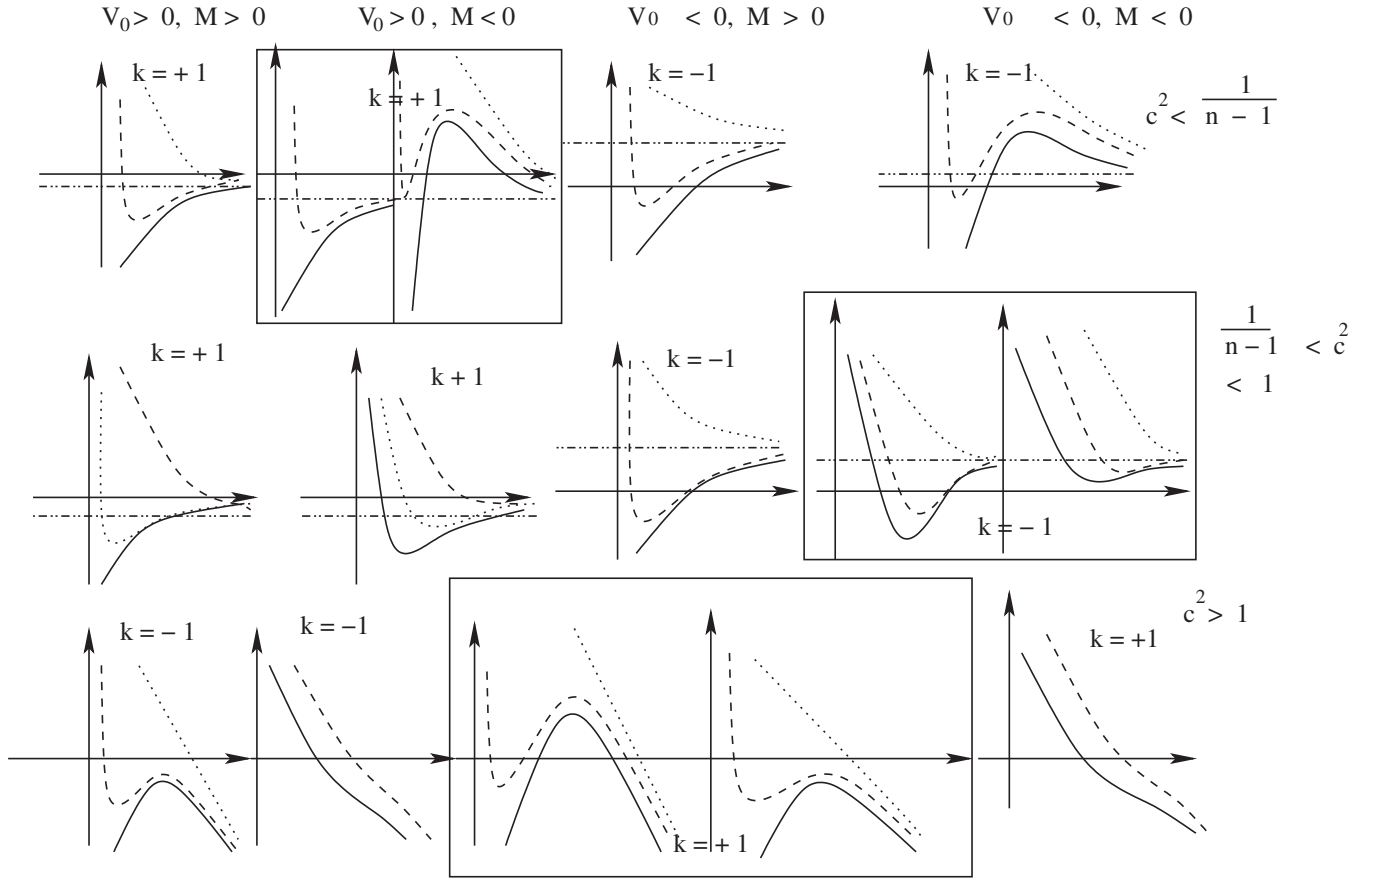 V0 > 0, M > 0
V0 > 0 , M < 0
V0 < 0, M > 0
V0 < 0, M < 0
k = + 1
k = + 1
k = −1
k = −1
c2 < 1
n − 1
k = + 1
k + 1
k = −1
k = − 1
1
n − 1 < c2
< 1
k = − 1
k = −1
k = + 1
k = +1
c2 > 1